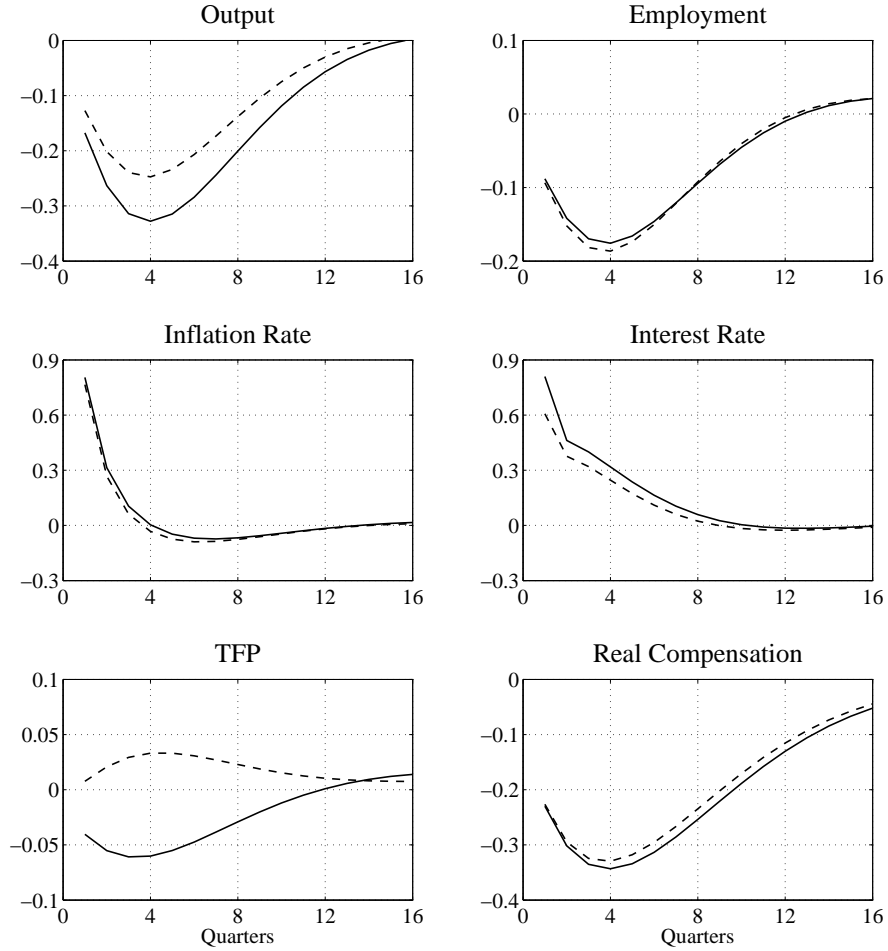 Output
0
−0.1
−0.2
−0.3
−0.4
0 4 8 12 16
Employment
0.1
0
−0.1
−0.2
0 4 8 12 16
Inflation Rate
0.9
0.6
0.3
0
−0.3
0 4 8 12 16
Interest Rate
0.9
0.6
0.3
0
−0.3
0 4 8 12 16
TFP
0.1
0.05
0
−0.05
−0.1
0 4 8 12 16
Quarters
Real Compensation
0
−0.1
−0.2
−0.3
−0.4
0 4 8 12 16
Quarters